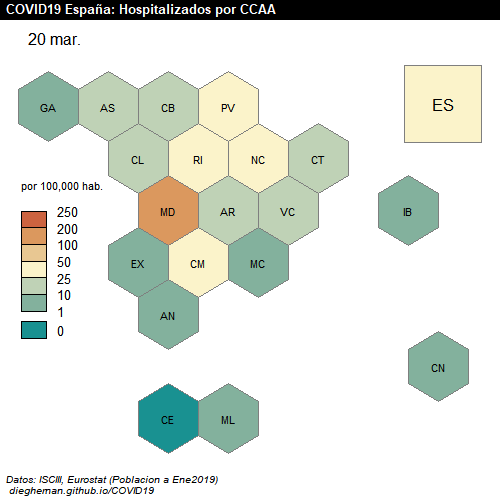 COVID19 España: Hospitalizados por CCAA
20 mar.
ES
GA AS CB PV
CL RI NC CT
por 100,000 hab.
MD AR VC IB
250
200
100
50
25
10
1
0
EX CM MC
AN
CN
CE ML
Datos: ISCIII, Eurostat (Poblacion a Ene2019)
diegheman.github.io/COVID19